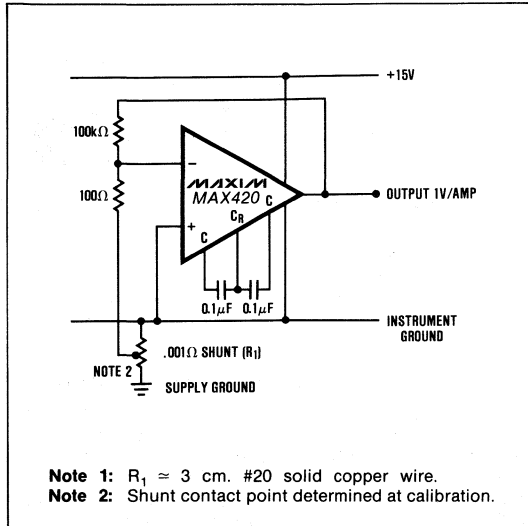 +15V
100kΩ
100Ω
−
MAXIM
MAX420
+
C
CR
C
OUTPUT 1V/AMP
0.1μF
0.1μF
INSTRUMENT
GROUND
.001Ω SHUNT (R1)
NOTE 2
SUPPLY GROUND
Note 1: R1 ≃ 3 cm. #20 solid copper wire.
Note 2: Shunt contact point determined at calibration.